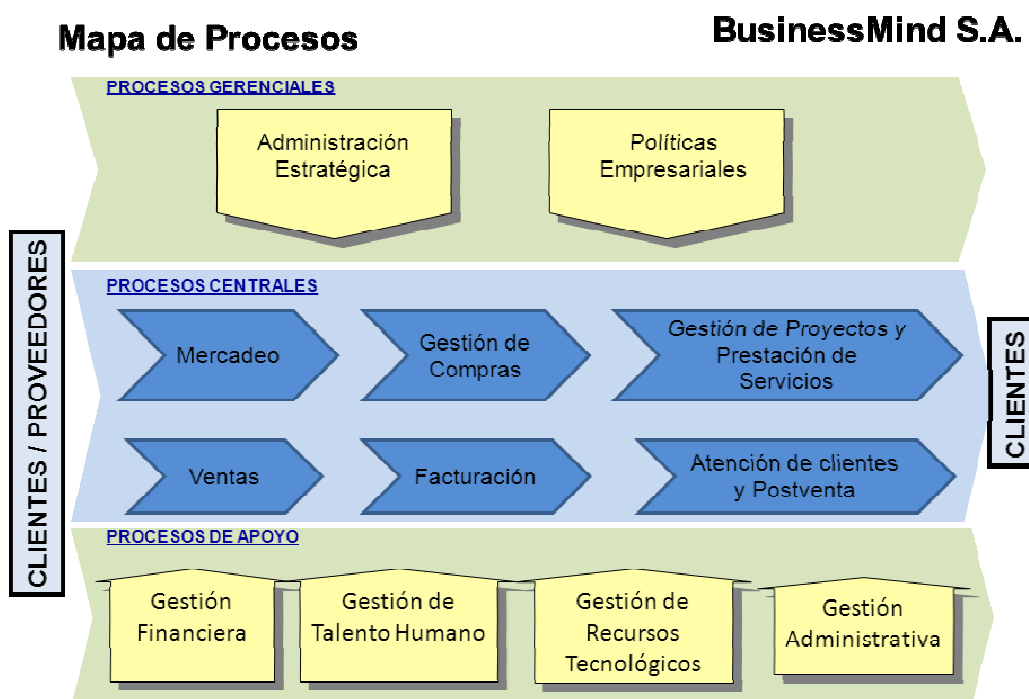 Mapa de Procesos
BusinessMind S.A.
PROCESOS GERENCIALES
Administración
Estratégica
Políticas
Empresariales
CLIENTES / PROVEEDORES
PROCESOS CENTRALES
Mercadeo
Gestión de
Compras
Gestión de Proyectos y
Prestación de
Servicios
CLIENTES
Ventas
Facturación
Atención de clientes
y Postventa
PROCESOS DE APOYO
Gestión
Financiera
Gestión de
Talento Humano
Gestión de
Recursos
Tecnológicos
Gestión
Administrativa